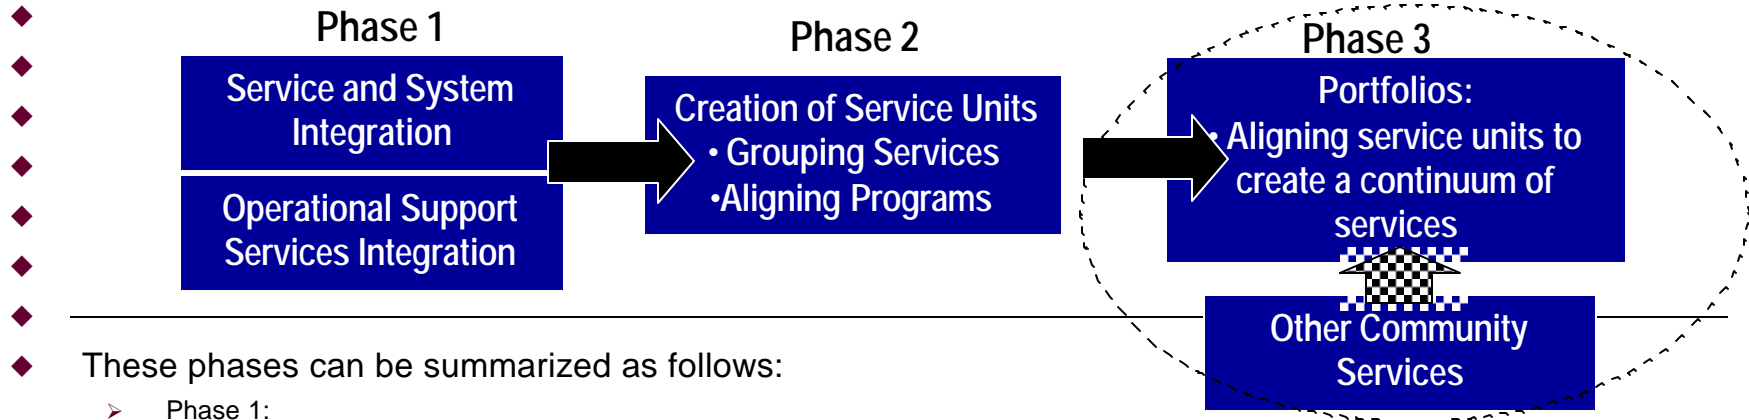 Phase 1
Service and System
Integration
Operational Support
Services Integration
Phase 2
Creation of Service Units
• Grouping Services
•Aligning Programs
Phase 3
Portfolios:
• Aligning service units to
create a continuum of
services
Other Community
Services
These phases can be summarized as follows:
Phase 1: